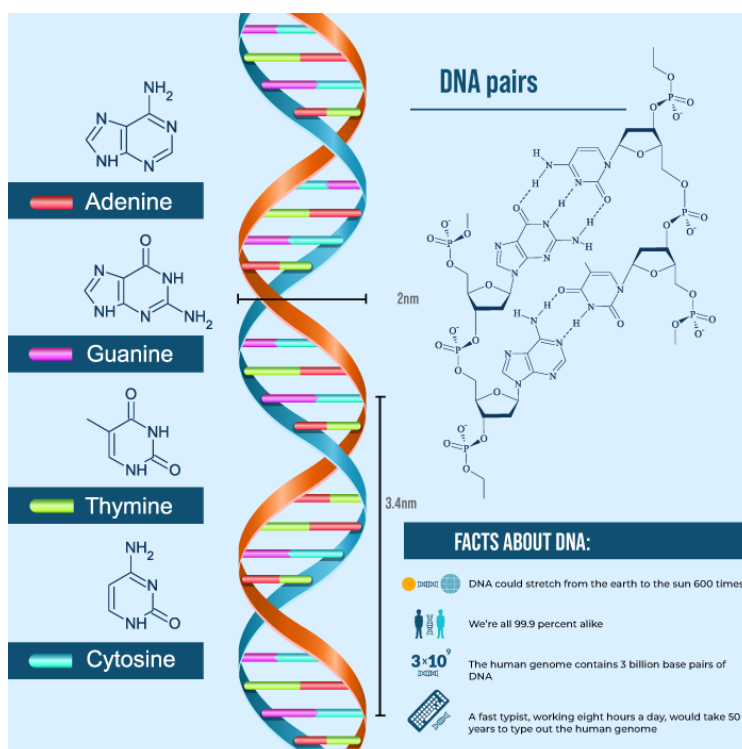 NH₂
N
N
N
NH
Adenine
O
N
NH
NH
N
NH₂
Guanine
O
NH
NH
O
Thymine
NH₂
N
NH
O
Cytosine
2nm
3.4nm
DNA pairs
O
O
P
O
O⁻
O
N
H
N
N
O
H
N
O
H
O
H
N
O⁻
O
P
O
O
N
N
N
N
H
O
O
P
O
O⁻
O
O
O
N
H
N
H
O
N
H
N
O
O
P
O
O⁻
O
O⁻
P
O
O
O
N
N
N
N
O
O
O⁻
P
O
O
FACTS ABOUT DNA:
DNA could stretch from the earth to the sun 600 times
We're all 99.9 percent alike
3×10⁹
The human genome contains 3 billion base pairs of
DNA
A fast typist, working eight hours a day, would take 50
years to type out the human genome